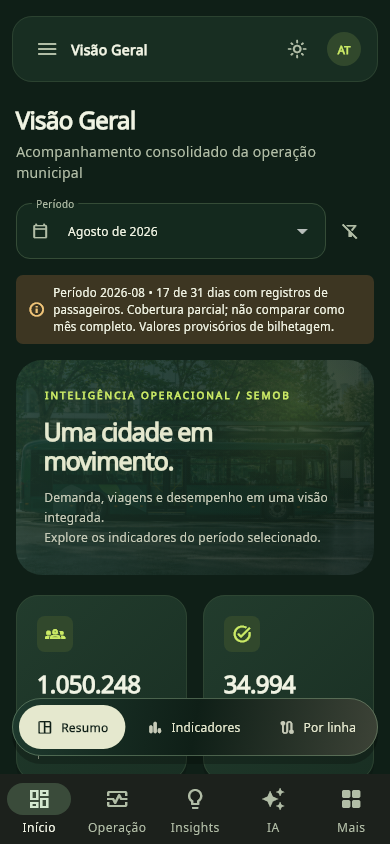 Visão Geral
AT
Visão Geral
Acompanhamento consolidado da operação
municipal
Período
Agosto de 2026
Período 2026-08 • 17 de 31 dias com registros de
passageiros. Cobertura parcial; não comparar como
mês completo. Valores provisórios de bilhetagem.
INTELIGÊNCIA OPERACIONAL / SEMOB
Uma cidade em
movimento.
Demanda, viagens e desempenho em uma visão
integrada.
Explore os indicadores do período selecionado.
1.050.248
34.994
Resumo
Indicadores
Por linha
Início
Operação
Insights
IA
Mais